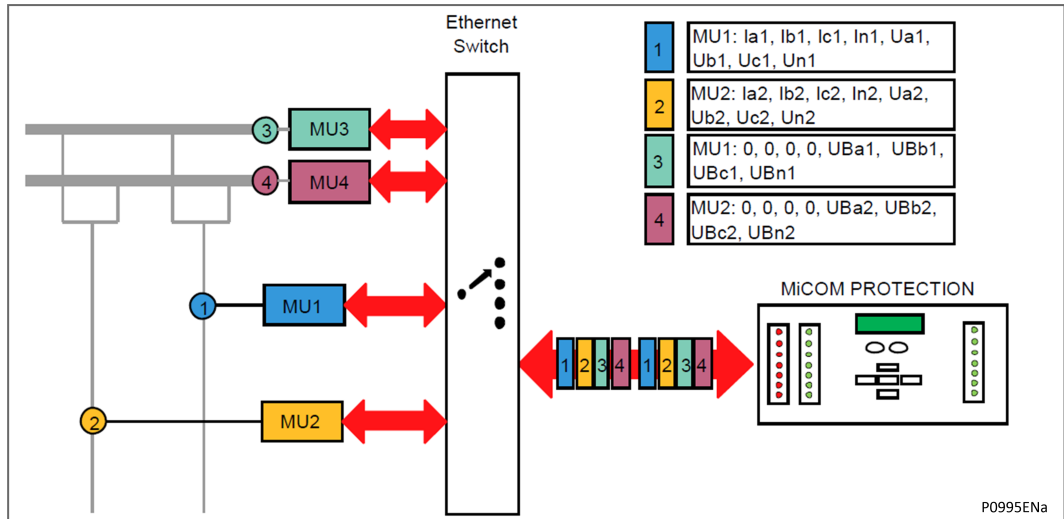 Ethernet
Switch
1
MU1: Ia1, Ib1, Ic1, In1, Ua1,
Ub1, Uc1, Un1
2
MU2: Ia2, Ib2, Ic2, In2, Ua2,
Ub2, Uc2, Un2
3
MU1: 0, 0, 0, 0, UBa1, UBb1,
UBc1, UBn1
4
MU2: 0, 0, 0, 0, UBa2, UBb2,
UBc2, UBn2
3
MU3
4
MU4
1
MU1
2
MU2
1 2 3 4 1 2 3 4
MiCOM PROTECTION
P0995ENa